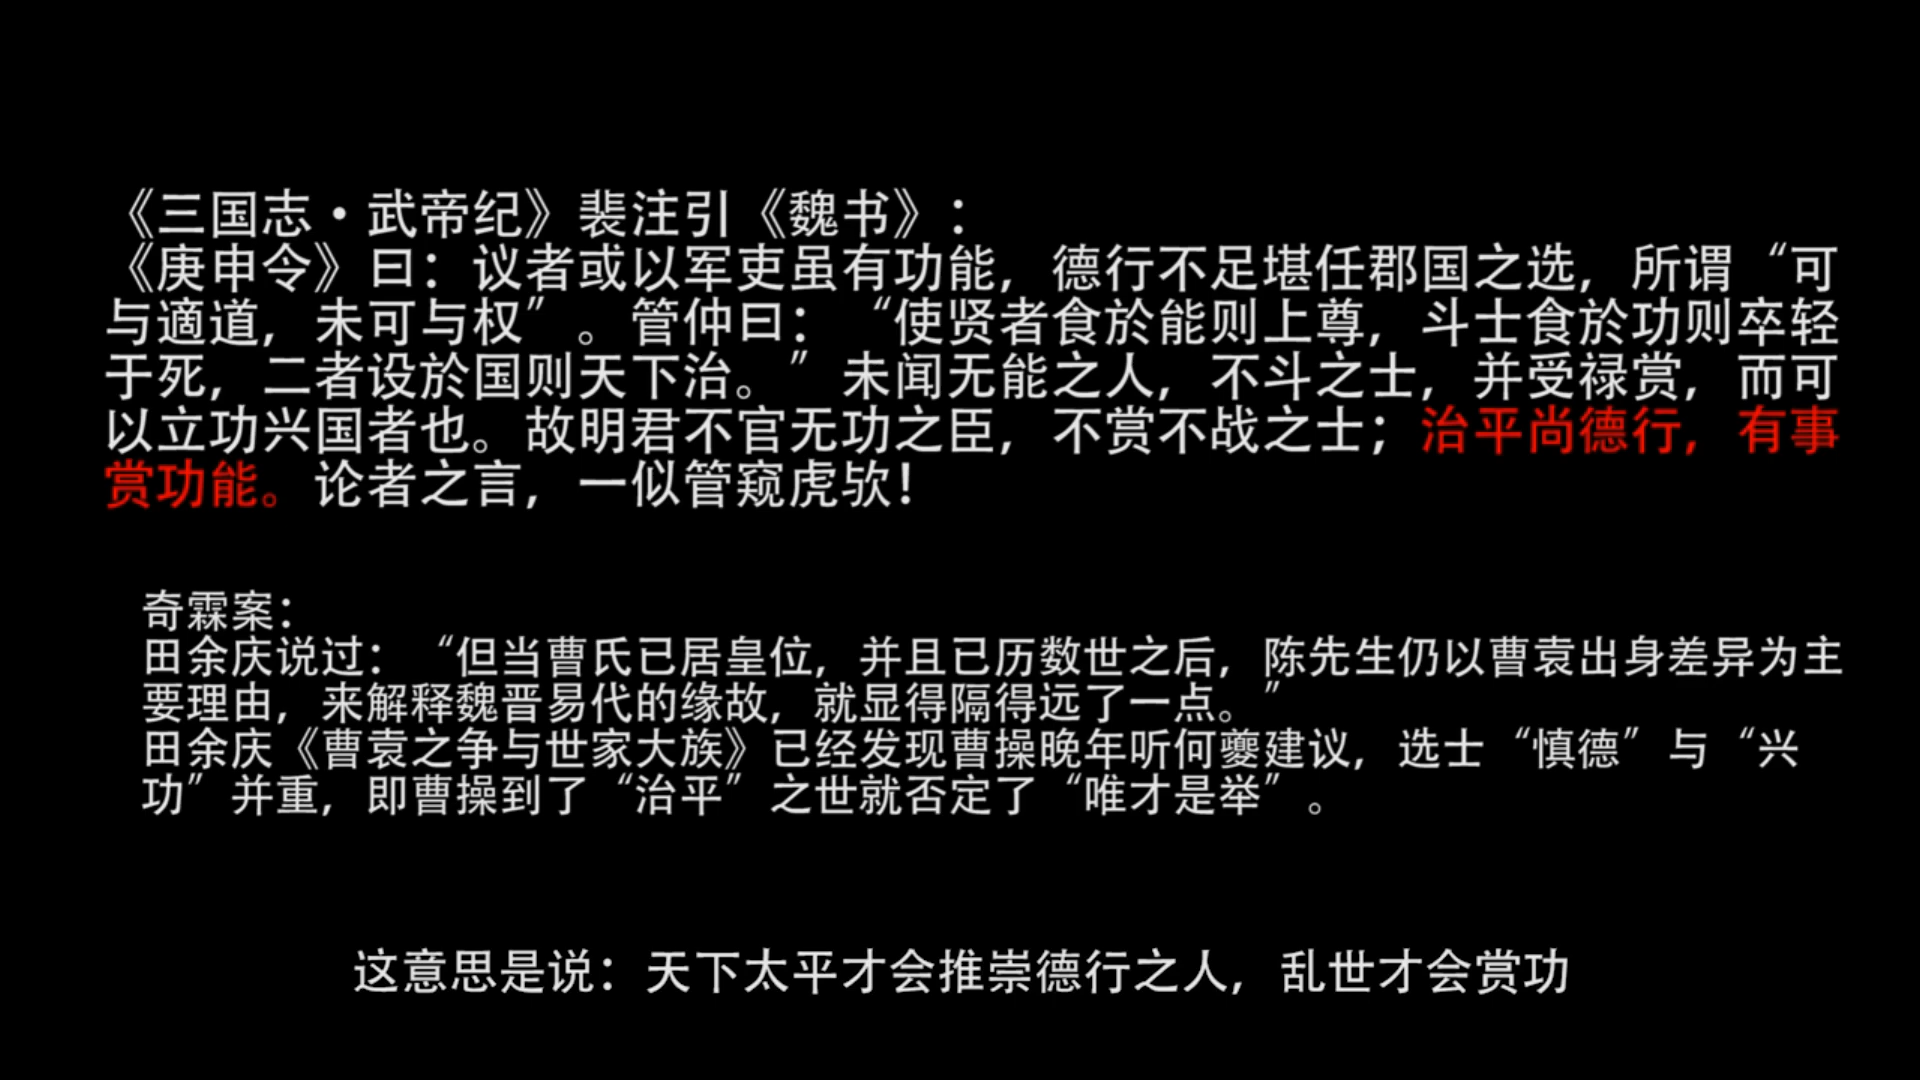 《三国志·武帝纪》裴注引《魏书》：
《庚申令》曰：议者或以军吏虽有功能，德行不足堪任郡国之选，所谓“可
与適道，未可与权”。管仲曰：“使贤者食於能则上尊，斗士食於功则卒轻
于死，二者设於国则天下治。”未闻无能之人，不斗之士，并受禄赏，而可
以立功兴国者也。故明君不官无功之臣，不赏不战之士；治平尚德行，有事
赏功能。论者之言，一似管窥虎欤！
奇霖案：
田余庆说过：“但当曹氏已居皇位，并且已历数世之后，陈先生仍以曹袁出身差异为主
要理由，来解释魏晋易代的缘故，就显得隔得远了一点。”
田余庆《曹袁之争与世家大族》已经发现曹操晚年听何夔建议，选士“慎德”与“兴
功”并重，即曹操到了“治平”之世就否定了“唯才是举”。
这意思是说：天下太平才会推崇德行之人，乱世才会赏功